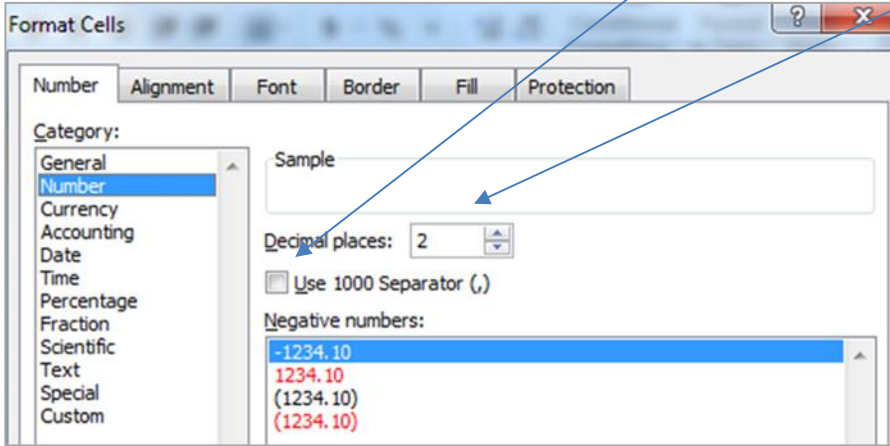 Format Cells
Number Alignment Font Border Fill Protection
Category:
General
Number
Currency
Accounting
Date
Time
Percentage
Fraction
Scientific
Text
Special
Custom
Sample
Decimal places: 2
Use 1000 Separator (,)
Negative numbers:
-1234.10
1234.10
(1234.10)
(1234.10)